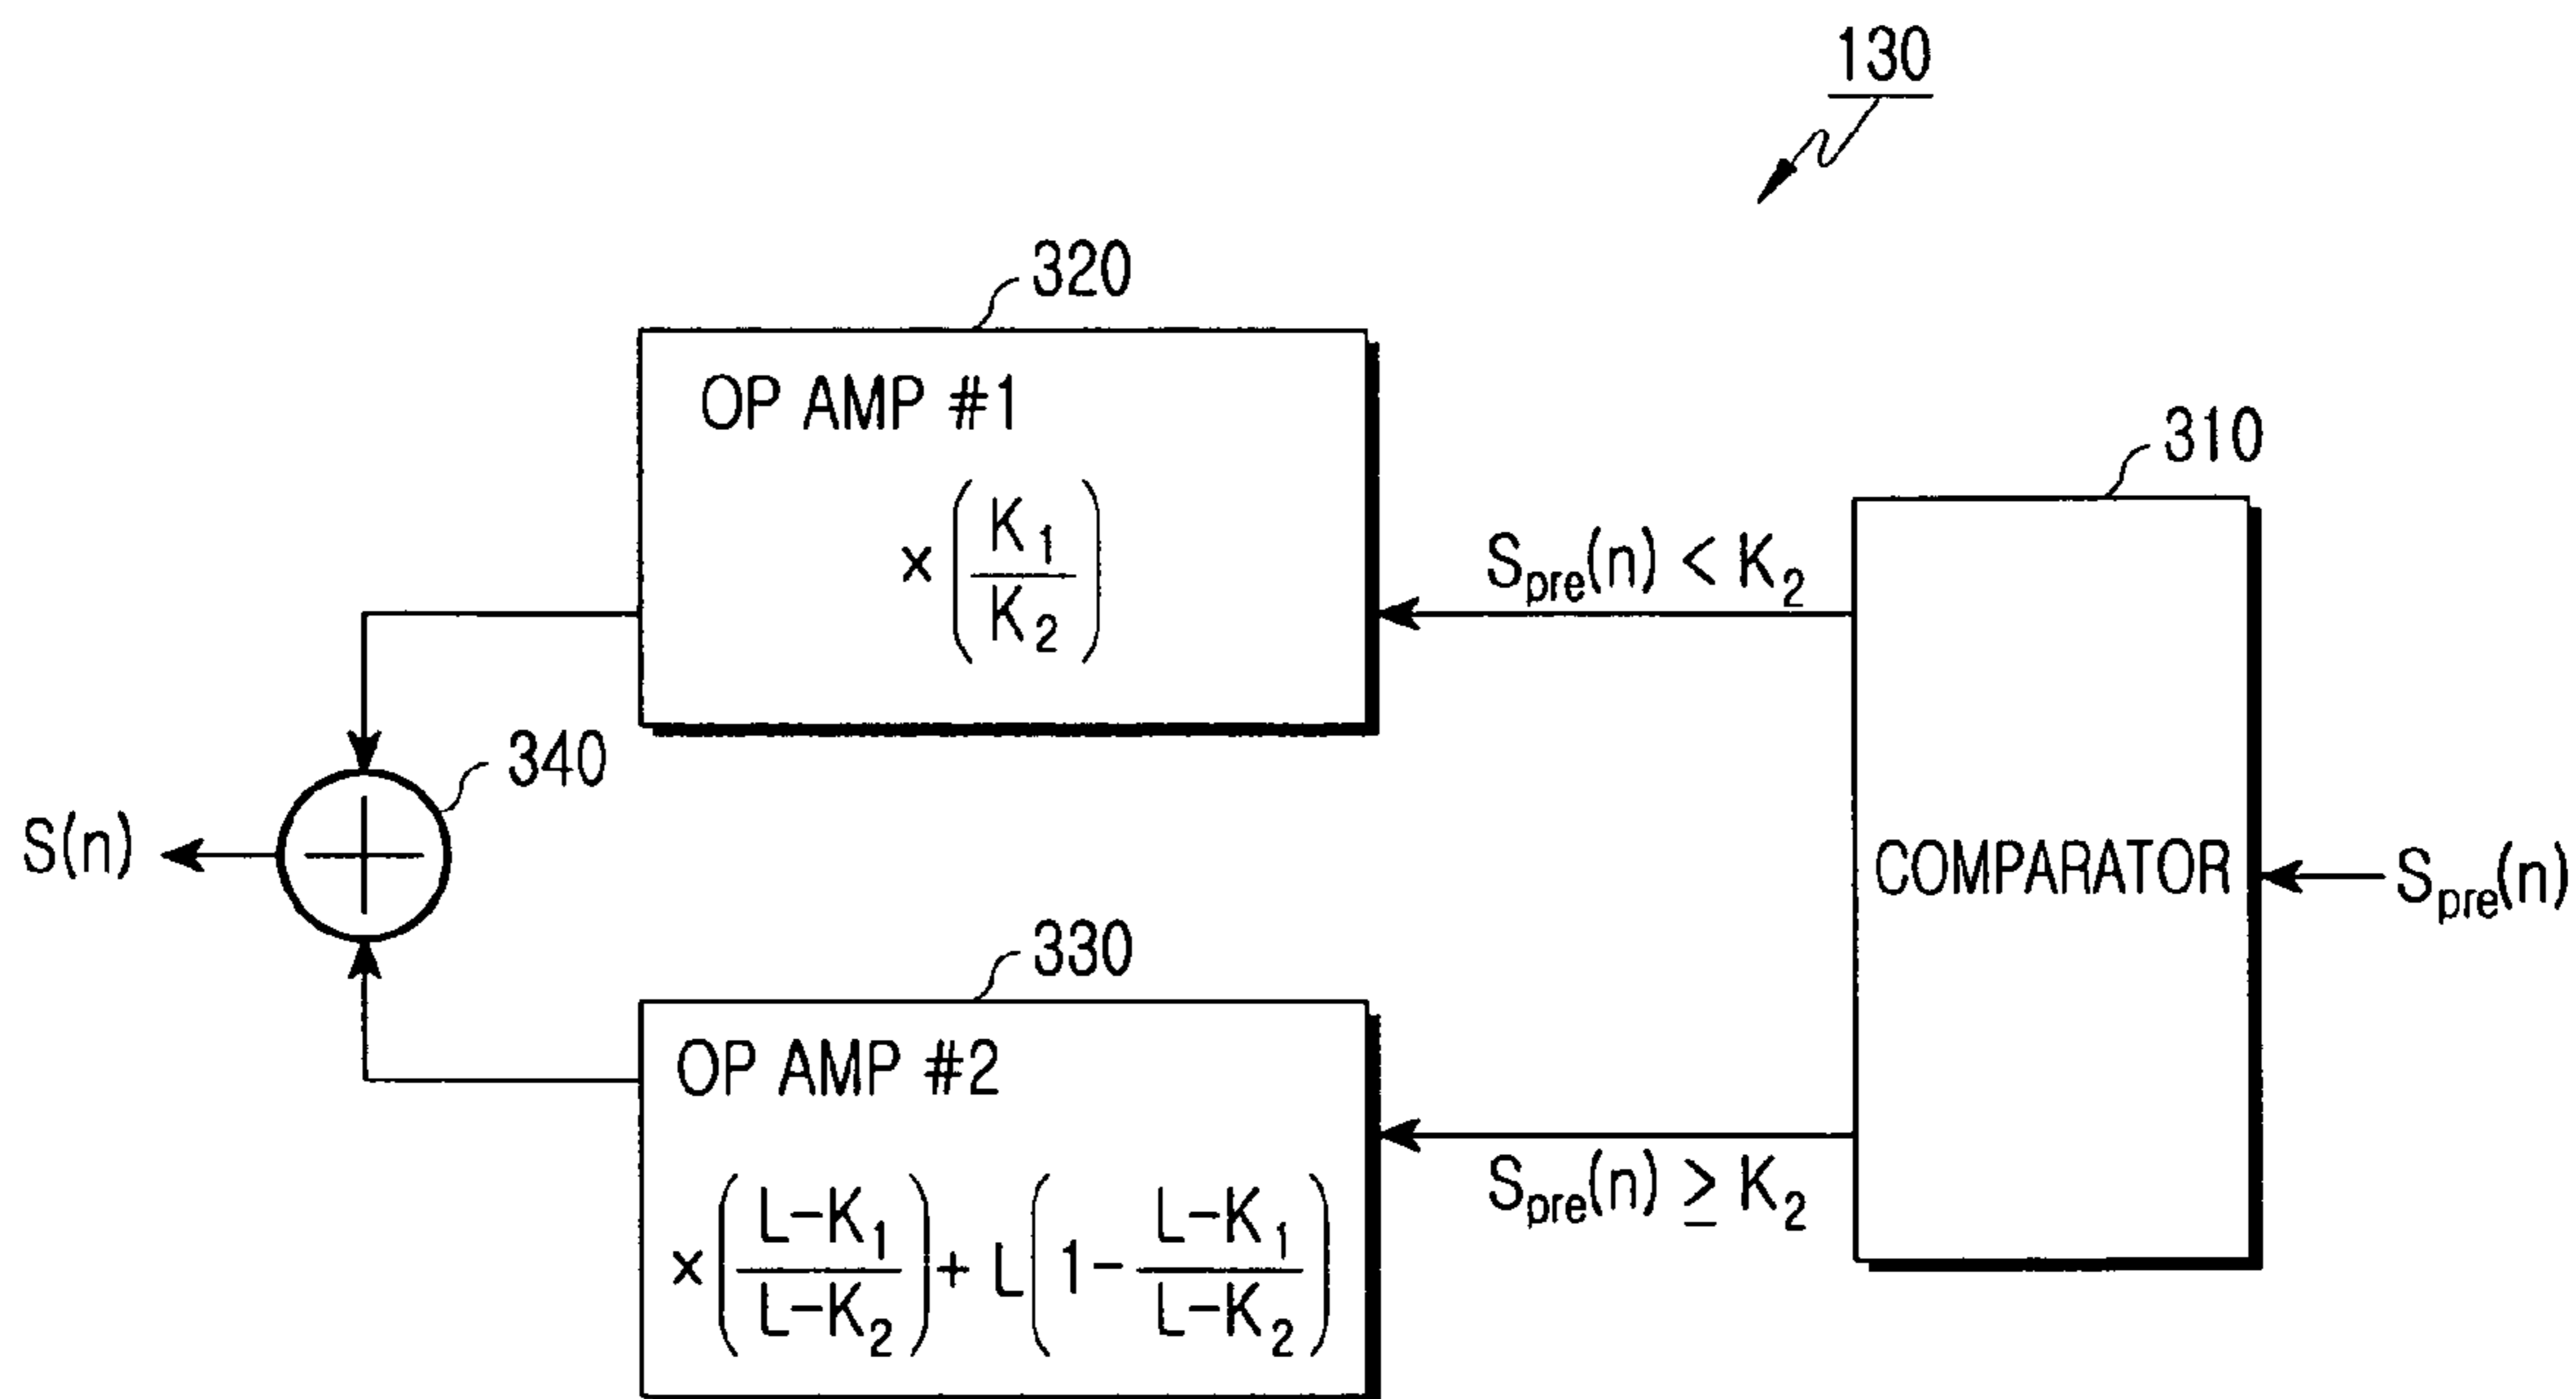 130
320
OP AMP #1
× (K₁/K₂)
310
Sₚᵣₑ(n) < K₂
340
S(n)
COMPARATOR
Sₚᵣₑ(n)
330
OP AMP #2
× ((L−K₁)/(L−K₂)) + L(1 − (L−K₁)/(L−K₂))
Sₚᵣₑ(n) ≥ K₂